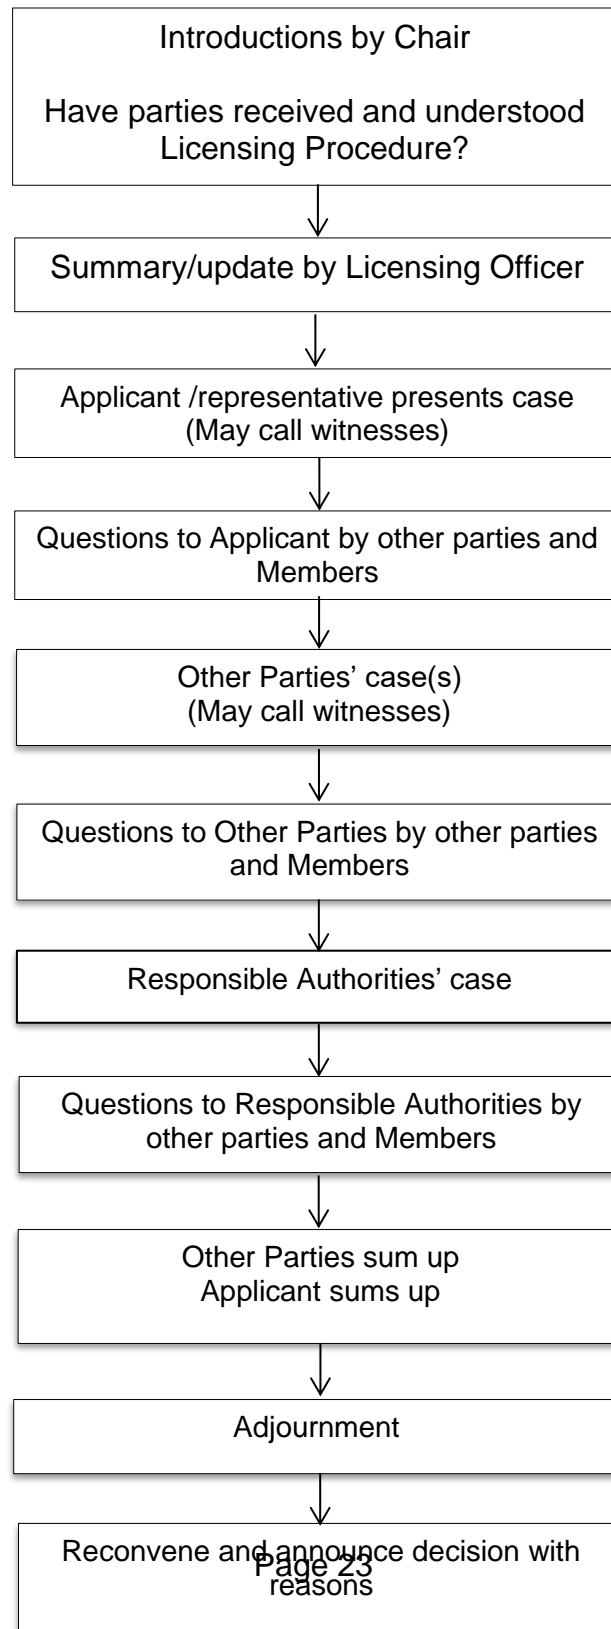 Introductions by Chair
Have parties received and understood
Licensing Procedure?
Summary/update by Licensing Officer
Applicant /representative presents case
(May call witnesses)
Questions to Applicant by other parties and
Members
Other Parties’ case(s)
(May call witnesses)
Questions to Other Parties by other parties
and Members
Responsible Authorities’ case
Questions to Responsible Authorities by
other parties and Members
Other Parties sum up
Applicant sums up
Adjournment
Reconvene and announce decision with
reasons
Page 23